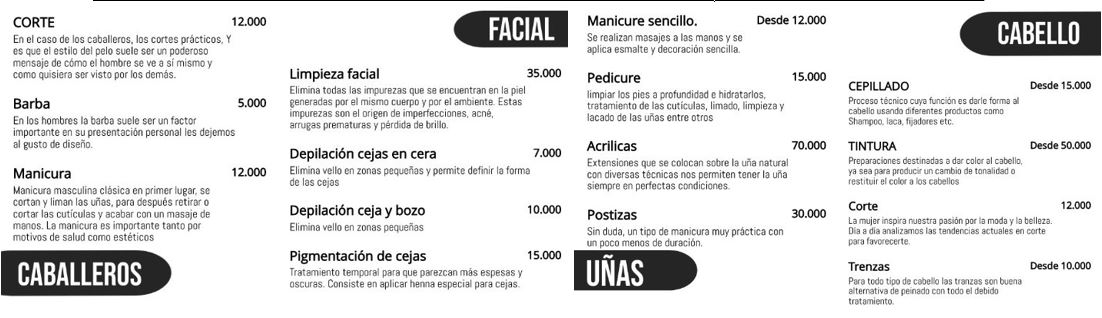 CORTE 12.000
En el caso de los caballeros, los cortes prácticos, Y
es que el estilo del pelo suele ser un poderoso
mensaje de cómo el hombre se ve a sí mismo y
como quisiera ser visto por los demás.
Barba 5.000
En los hombres la barba suele ser un factor
importante en su presentación personal les dejemos
al gusto de diseño.
Manicura 12.000
Manicura masculina clásica en primer lugar, se
cortan y liman las uñas, para después retirar o
cortar las cutículas y acabar con un masaje de
manos. La manicura es importante tanto por
motivos de salud como estéticos
CABALLEROS
FACIAL
Limpieza facial 35.000
Elimina todas las impurezas que se encuentran en la piel
generadas por el mismo cuerpo y por el ambiente. Estas
impurezas son el origen de imperfecciones, acné,
arrugas prematuras y pérdida de brillo.
Depilación cejas en cera 7.000
Elimina vello en zonas pequeñas y permite definir la forma
de las cejas
Depilación ceja y bozo 10.000
Elimina vello en zonas pequeñas
Pigmentación de cejas 15.000
Tratamiento temporal para que parezcan más espesas y
oscuras. Consiste en aplicar henna especial para cejas.
Manicure sencillo. Desde 12.000
Se realizan masajes a las manos y se
aplica esmalte y decoración sencilla.
Pedicure 15.000
limpiar los pies a profundidad e hidratarlos,
tratamiento de las cutículas, limado, limpieza y
lacado de las uñas entre otros
Acrilicas 70.000
Extensiones que se colocan sobre la uña natural
con diversas técnicas nos permiten tener la uña
siempre en perfectas condiciones.
Postizas 30.000
Sin duda, un tipo de manicura muy práctica con
un poco menos de duración.
UÑAS
CABELLO
CEPILLADO Desde 15.000
Proceso técnico cuya función es darle forma al
cabello usando diferentes productos como
Shampoo, laca, fijadores etc.
TINTURA Desde 50.000
Preparaciones destinadas a dar color al cabello,
ya sea para producir un cambio de tonalidad o
restituir el color a los cabellos
Corte 12.000
La mujer inspira nuestra pasión por la moda y la belleza.
Día a día analizamos las tendencias actuales en corte
para favorecerte.
Trenzas Desde 10.000
Para todo tipo de cabello las tranzas son buena
alternativa de peinado con todo el debido
tratamiento.